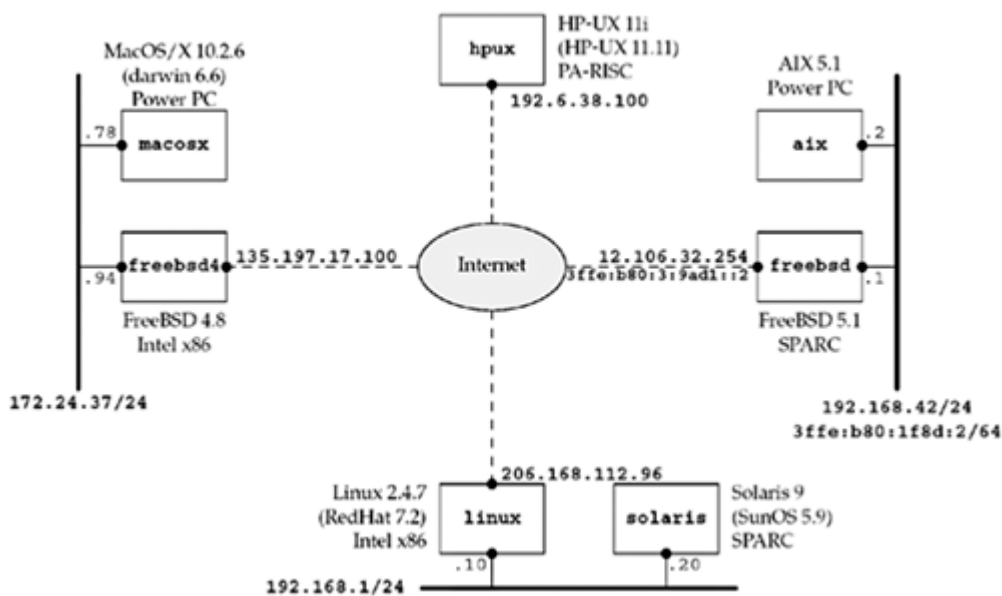 HP-UX 11i
(HP-UX 11.11)
PA-RISC
hpux
192.6.38.100
MacOS/X 10.2.6
(darwin 6.6)
Power PC
.78
macosx
AIX 5.1
Power PC
aix
.2
freebsd4
.94
135.197.17.100
Internet
12.106.32.254
3ffe:b80:3:9ad1::2
freebsd
.1
FreeBSD 4.8
Intel x86
FreeBSD 5.1
SPARC
172.24.37/24
192.168.42/24
3ffe:b80:1f8d:2/64
206.168.112.96
Linux 2.4.7
(RedHat 7.2)
Intel x86
linux
solaris
Solaris 9
(SunOS 5.9)
SPARC
.10
.20
192.168.1/24